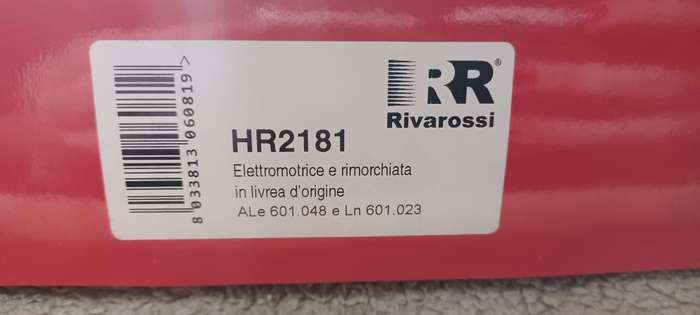 RR®
Rivarossi
HR2181
Elettromotrice e rimorchiata
in livrea d'origine
ALe 601.048 e Ln 601.023
8 033813 060819 >